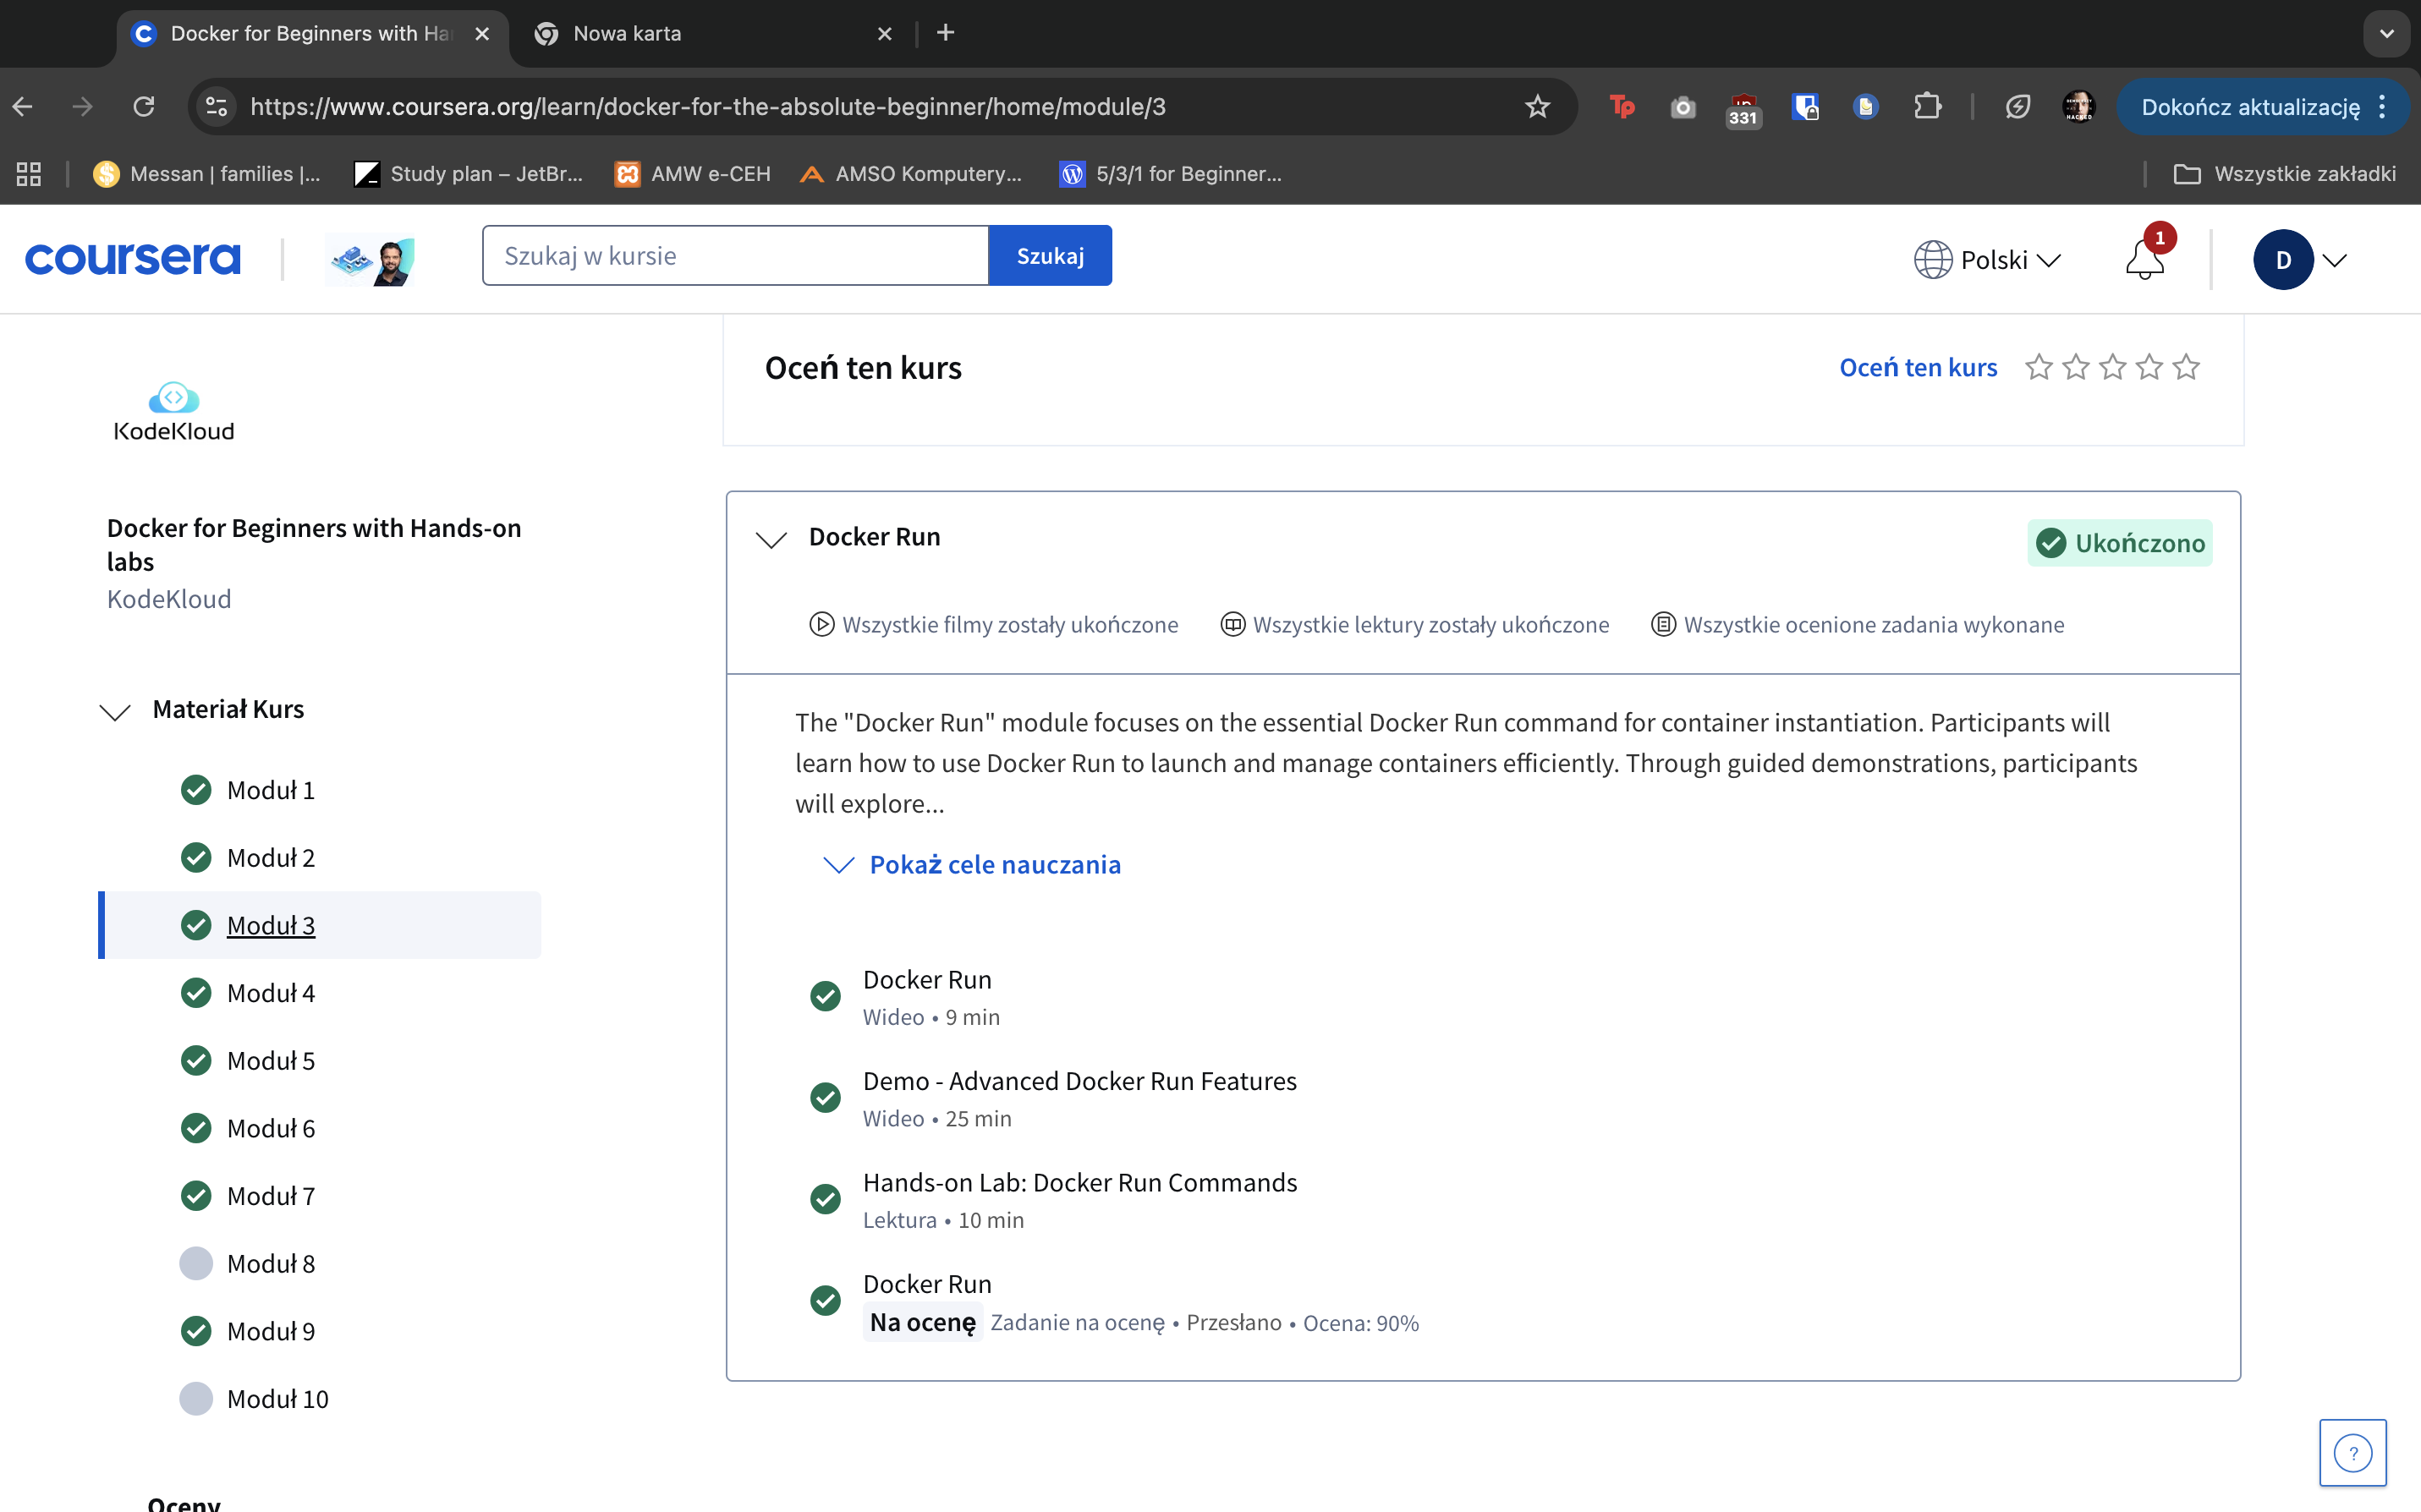 Docker for Beginners with Ha
Nowa karta
https://www.coursera.org/learn/docker-for-the-absolute-beginner/home/module/3
Tp
331
Dokończ aktualizację
Messan | families |...
Study plan – JetBr...
AMW e-CEH
AMSO Komputery...
5/3/1 for Beginner...
Wszystkie zakładki
coursera
Szukaj w kursie
Szukaj
Polski
1
D
KodeKloud
Docker for Beginners with Hands-on
labs
KodeKloud
Materiał Kurs
Moduł 1
Moduł 2
Moduł 3
Moduł 4
Moduł 5
Moduł 6
Moduł 7
Moduł 8
Moduł 9
Moduł 10
Oceny
Oceń ten kurs
Oceń ten kurs
Docker Run
Ukończono
Wszystkie filmy zostały ukończone
Wszystkie lektury zostały ukończone
Wszystkie ocenione zadania wykonane
The "Docker Run" module focuses on the essential Docker Run command for container instantiation. Participants will
learn how to use Docker Run to launch and manage containers efficiently. Through guided demonstrations, participants
will explore...
Pokaż cele nauczania
Docker Run
Wideo • 9 min
Demo - Advanced Docker Run Features
Wideo • 25 min
Hands-on Lab: Docker Run Commands
Lektura • 10 min
Docker Run
Na ocenę Zadanie na ocenę • Przesłano • Ocena: 90%
?